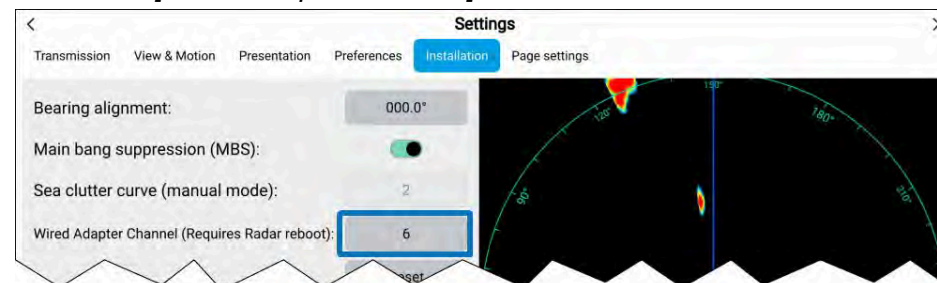 Settings
Transmission View & Motion Presentation Preferences Installation Page settings
Bearing alignment: 000.0°
Main bang suppression (MBS):
Sea clutter curve (manual mode): 2
Wired Adapter Channel (Requires Radar reboot): 6
90°
120°
150°
180°
210°